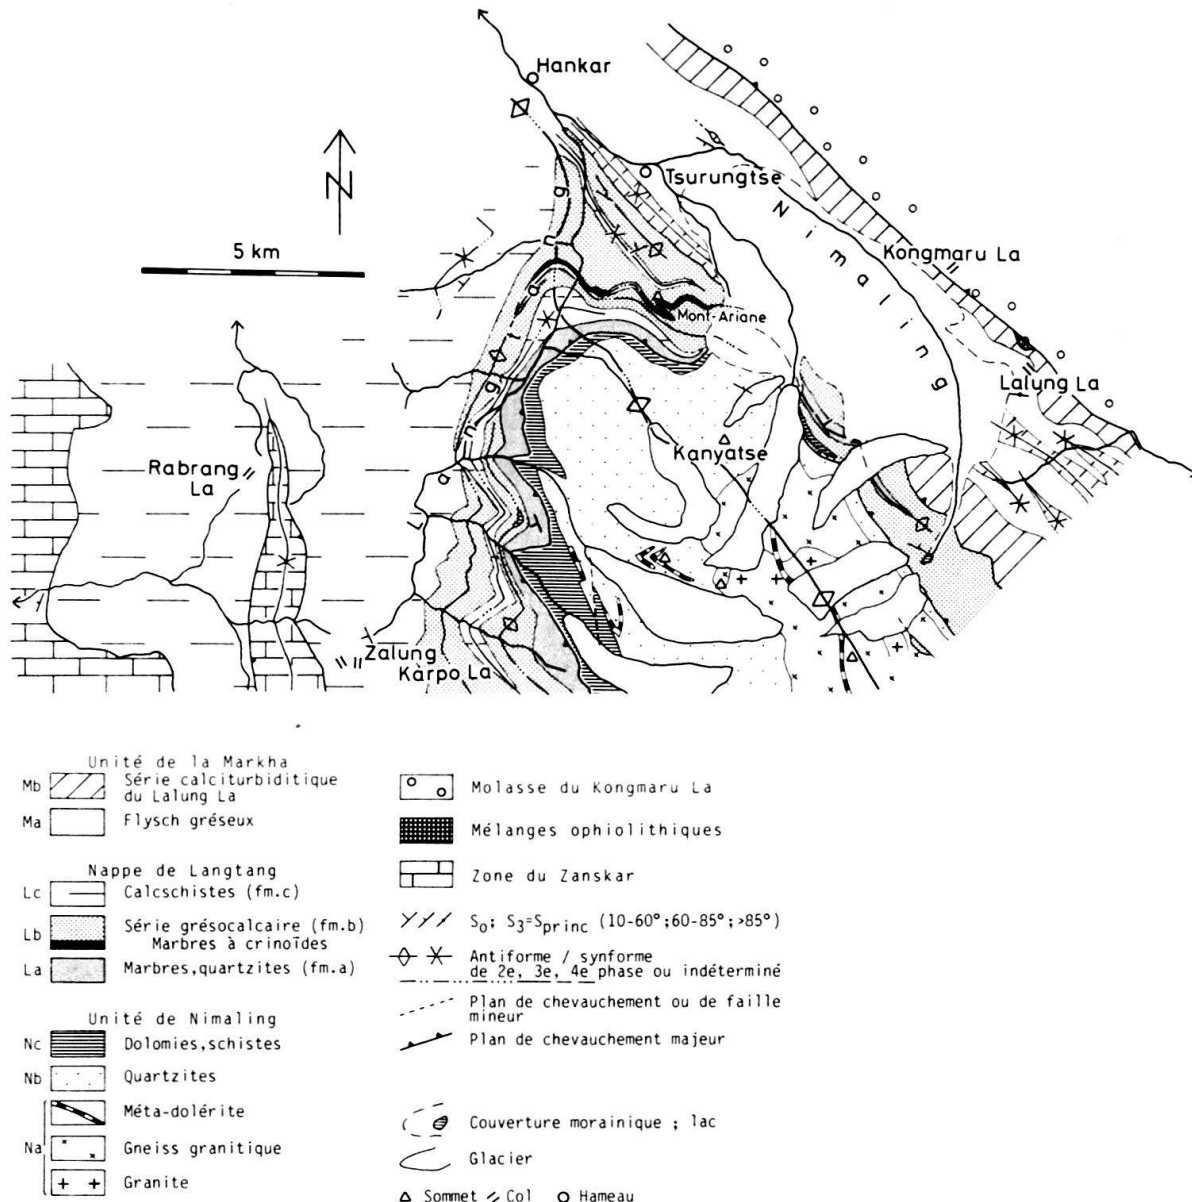 Hankar
N
Tsurungtse
5 km
Nimaling
Kongmaru La
Mont-Ariane
Lalung La
Langtang
Kanyatse
Rabrang
La
Zalung
Kàrpo La
Unité de la Markha
Mb Série calciturbiditique
du Lalung La
Ma Flysch gréseux
Nappe de Langtang
Lc Calcschistes (fm.c)
Lb Série grésocalcaire (fm.b)
Marbres à crinoïdes
La Marbres,quartzites (fm.a)
Unité de Nimaling
Nc Dolomies,schistes
Nb Quartzites
Na Méta-dolérite
Gneiss granitique
Granite
Molasse du Kongmaru La
Mélanges ophiolithiques
Zone du Zanskar
S₀; S₃=Sprinc (10-60°;60-85°;>85°)
Antiforme / synforme
de 2e, 3e, 4e phase ou indéterminé
Plan de chevauchement ou de faille
mineur
Plan de chevauchement majeur
Couverture morainique ; lac
Glacier
Sommet Col Hameau